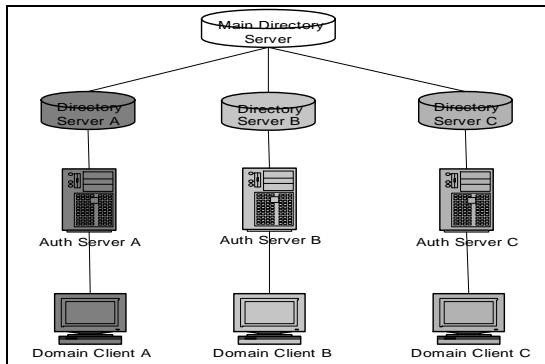 Main Directory
Server
Directory
Server A
Directory
Server B
Directory
Server C
Auth Server A
Auth Server B
Auth Server C
Domain Client A
Domain Client B
Domain Client C